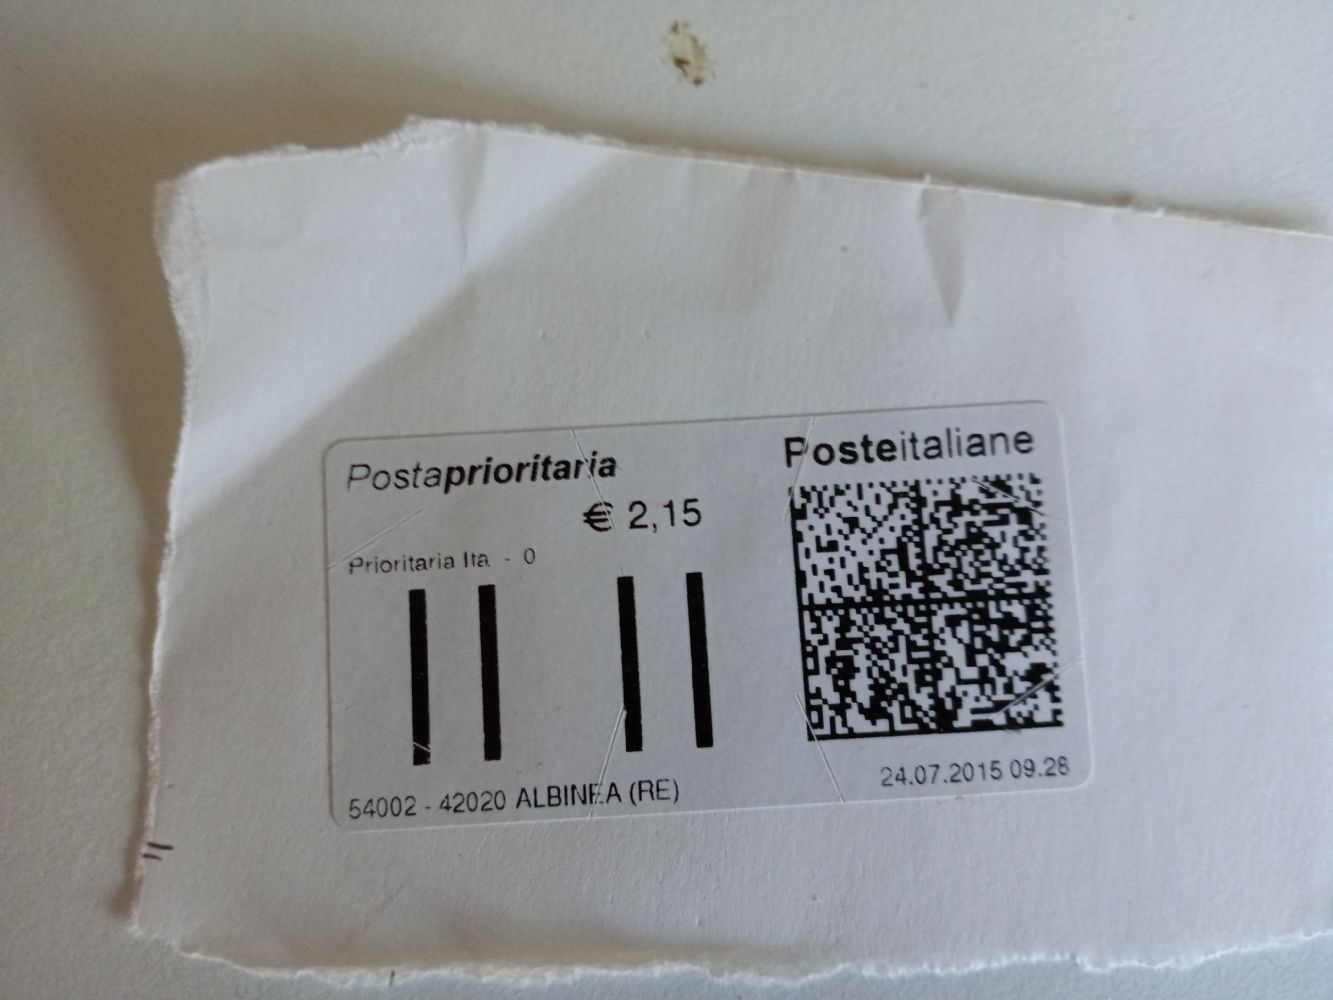 Postaprioritaria
Posteitaliane
€ 2,15
Prioritaria Ita - 0
54002 - 42020 ALBINEA (RE)
24.07.2015 09.28